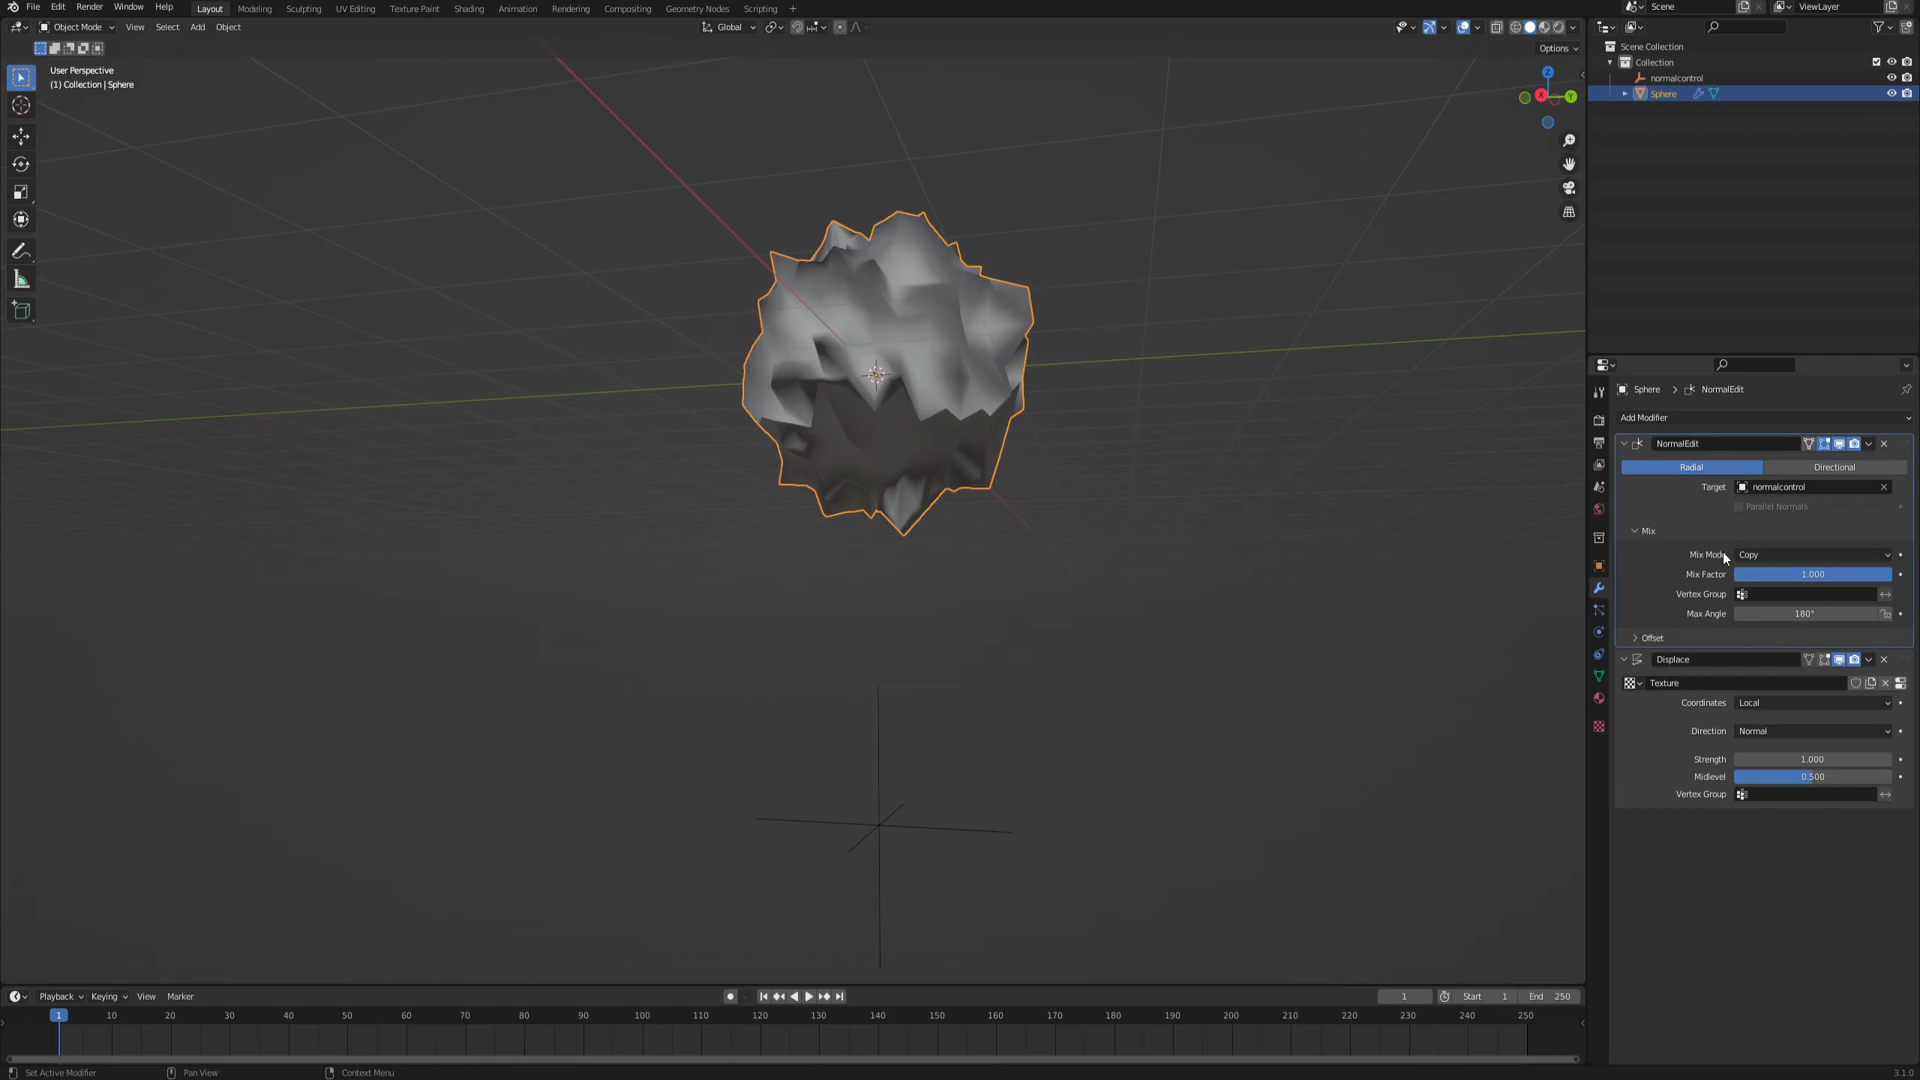 File Edit Render Window Help Layout Modeling Sculpting UV Editing Texture Paint Shading Animation Rendering Compositing Geometry Nodes Scripting + Scene ViewLayer
Object Mode View Select Add Object Global
Options
User Perspective
(1) Collection | Sphere
Z
X
Y
Scene Collection
Collection
normalcontrol
Sphere
Sphere > NormalEdit
Add Modifier
NormalEdit
Radial Directional
Target normalcontrol
Parallel Normals
Mix
Mix Mode Copy
Mix Factor 1.000
Vertex Group
Max Angle 180°
Offset
Displace
Texture
Coordinates Local
Direction Normal
Strength 1.000
Midlevel 0.500
Vertex Group
Playback Keying View Marker 1 Start 1 End 250
1 10 20 30 40 50 60 70 80 90 100 110 120 130 140 150 160 170 180 190 200 210 220 230 240 250
Set Active Modifier Pan View Context Menu 3.1.0